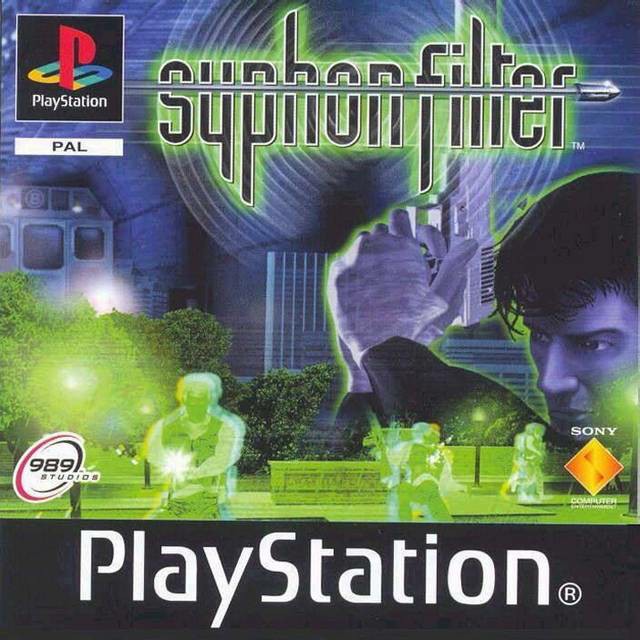 PlayStation
PAL
syphon filter
TM
B
989
STUDIOS
SONY
COMPUTER
ENTERTAINMENT
PlayStation®